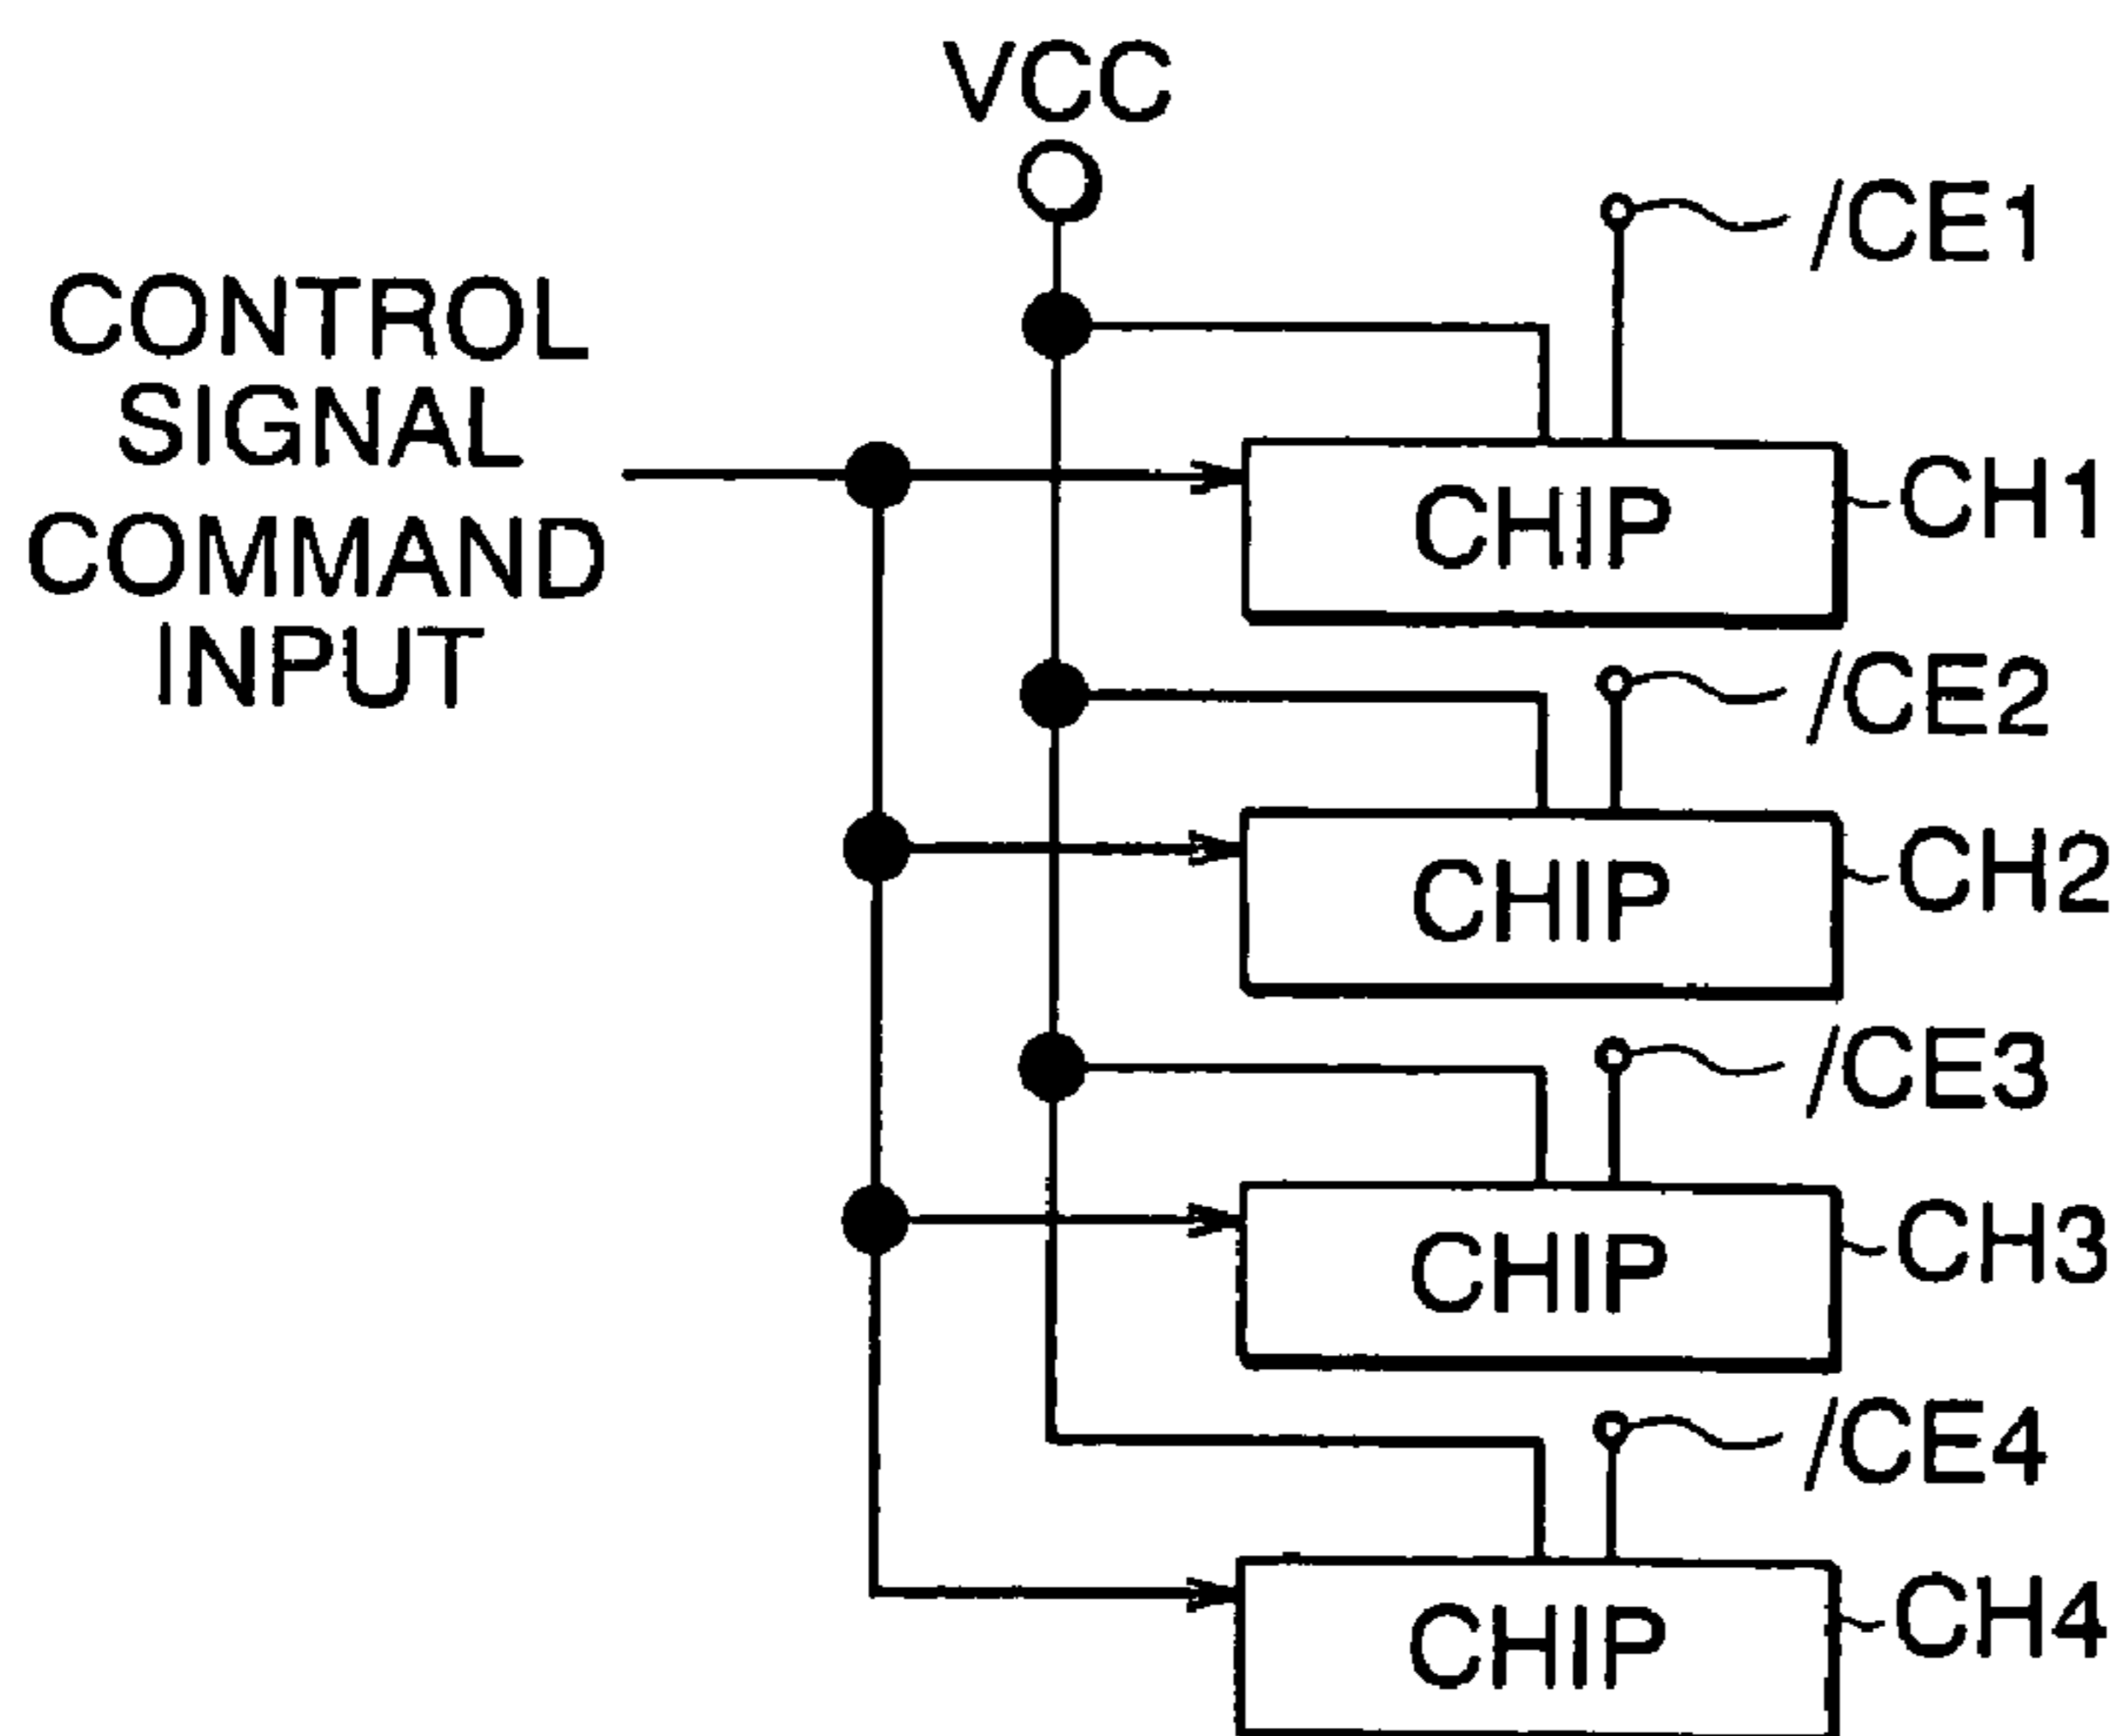 VCC
/CE1
CONTROL
SIGNAL
COMMAND
INPUT
CHIP
CH1
/CE2
CHIP
CH2
/CE3
CHIP
CH3
/CE4
CHIP
CH4